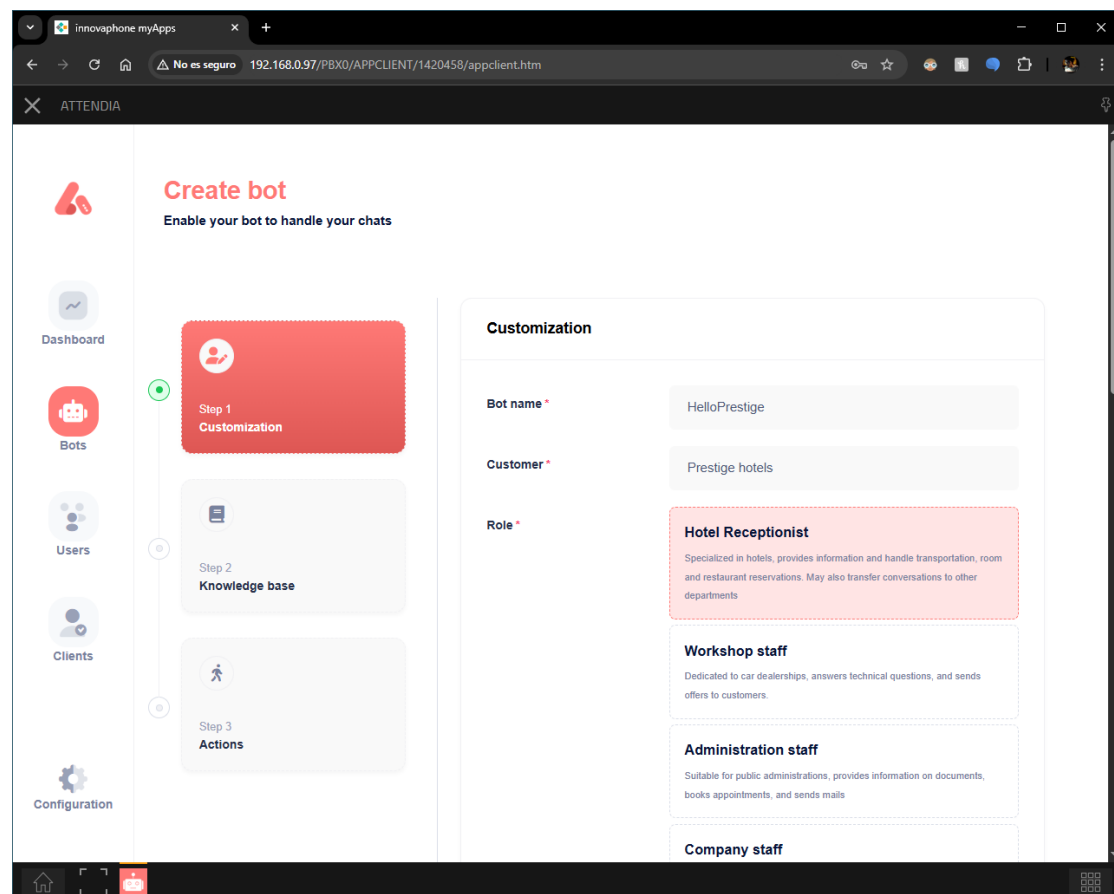 innovaphone myApps
No es seguro 192.168.0.97/PBX0/APPCLIENT/1420458/appclient.htm
ATTENDIA
Create bot
Enable your bot to handle your chats
Dashboard
Bots
Users
Clients
Configuration
Step 1
Customization
Step 2
Knowledge base
Step 3
Actions
Customization
Bot name *
HelloPrestige
Customer *
Prestige hotels
Role *
Hotel Receptionist
Specialized in hotels, provides information and handle transportation, room
and restaurant reservations. May also transfer conversations to other
departments
Workshop staff
Dedicated to car dealerships, answers technical questions, and sends
offers to customers.
Administration staff
Suitable for public administrations, provides information on documents,
books appointments, and sends mails
Company staff